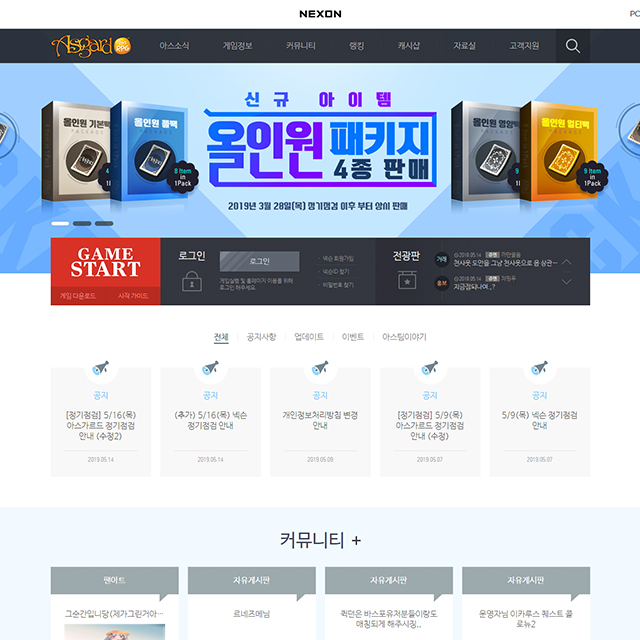 NEXON
PC
Asgard RPG
아스소식 게임정보 커뮤니티 랭킹 캐시샵 자료실 고객지원
신규 아이템
올인원 패키지
4종 판매
2019년 3월 28일(목) 정기점검 이후 부터 상시 판매
올인원 기본팩
올인원 풀팩
8 Item in 1Pack
올인원 영양팩
올인원 멀티팩
9 Item in 1Pack
GAME START
게임 다운로드 시작 가이드
로그인
로그인
게임실행 및 홈페이지 이용을 위해
로그인 해주세요.
넥슨 회원가입
넥슨ID 찾기
비밀번호 찾기
전광판
거래
2019.05.14
전사옷 도안을 그냥 전사옷으로 몸 상관…
홍보
2019.05.14
지금접되나여_?
전체 공지사항 업데이트 이벤트 아스팀이야기
공지
[정기점검] 5/16(목)
아스가르드 정기점검
안내 (수정2)
2019.05.14
공지
(추가) 5/16(목) 넥슨
정기점검 안내
2019.05.14
공지
개인정보처리방침 변경
안내
2019.05.09
공지
[정기점검] 5/9(목)
아스가르드 정기점검
안내 (수정)
2019.05.07
공지
5/9(목) 넥슨 정기점검
안내
2019.05.07
커뮤니티 +
팬아트
그순간입니당(제가그린거아…
자유게시판
르네즈메님
자유게시판
퀵던은 바스포유저분들이랑도
매칭되게 해주시징,,
자유게시판
운영자님 이카루스 퀘스트 클
로뉴2